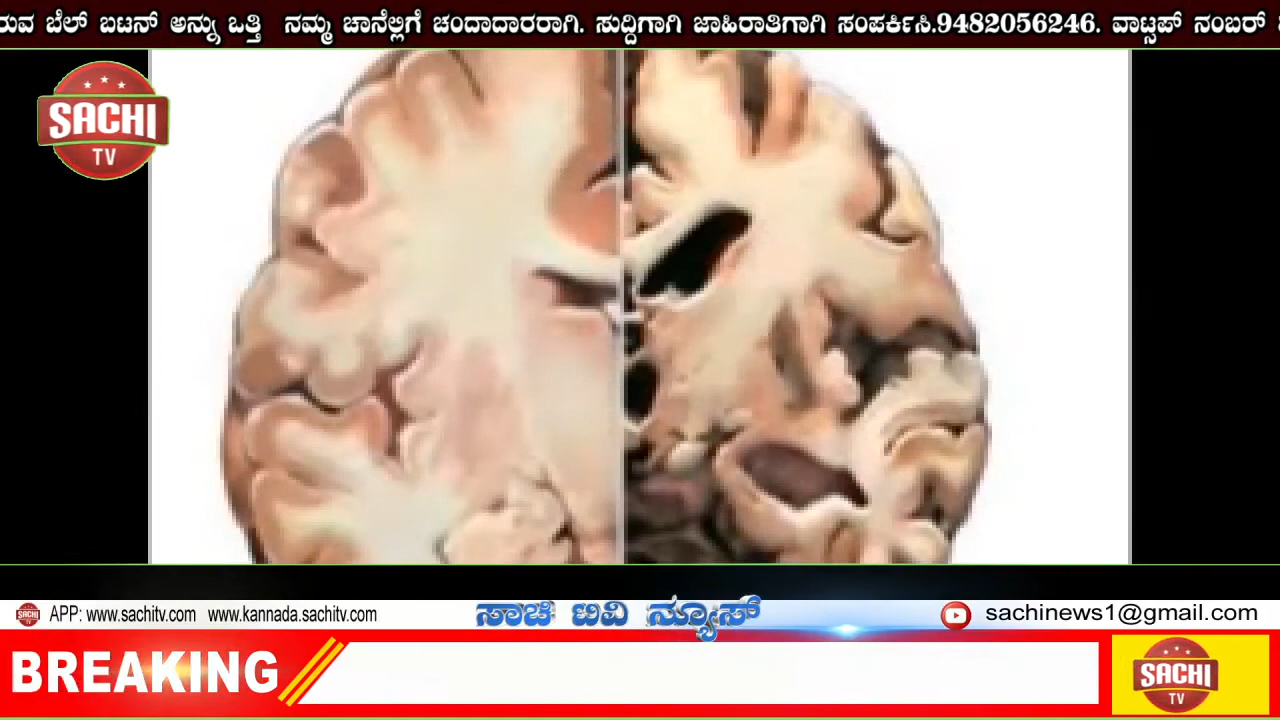 ರುವ ಬೆಲ್ ಬಟನ್ ಅನ್ನು ಒತ್ತಿ ನಮ್ಮ ಚಾನೆಲ್ಲಿಗೆ ಚಂದಾದಾರರಾಗಿ. ಸುದ್ದಿಗಾಗಿ ಜಾಹಿರಾತಿಗಾಗಿ ಸಂಪರ್ಕಿಸಿ.9482056246. ವಾಟ್ಸಪ್ ನಂಬರ್
SACHI
TV
SACHI APP: www.sachitv.com www.kannada.sachitv.com
ಸಾಚಿ ಟಿವಿ ನ್ಯೂಸ್
sachinews1@gmail.com
BREAKING
SACHI
TV